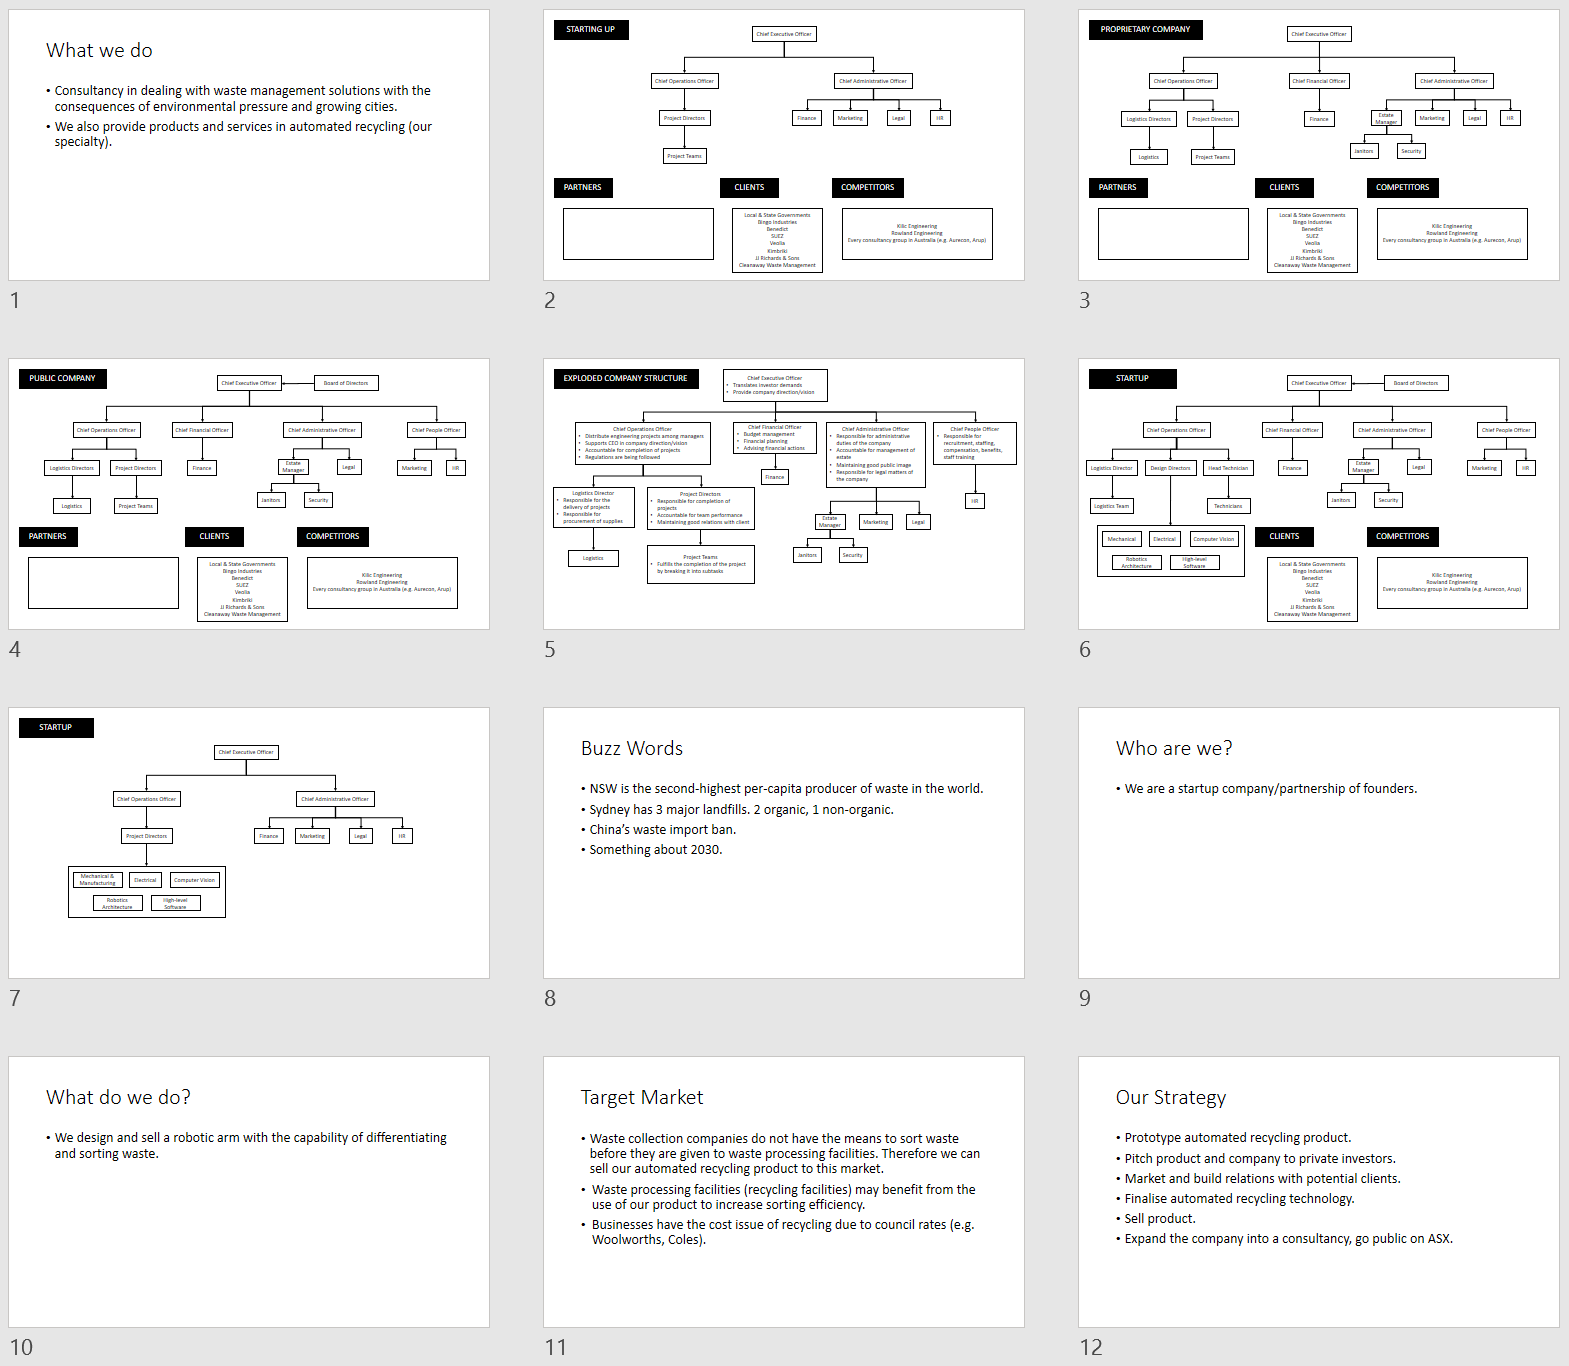 What we do
• Consultancy in dealing with waste management solutions with the
consequences of environmental pressure and growing cities.
• We also provide products and services in automated recycling (our
specialty).
1
STARTING UP
Chief Executive Officer
Chief Operations Officer
Chief Administrative Officer
Project Directors
Finance
Marketing
Legal
HR
Project Teams
PARTNERS
CLIENTS
COMPETITORS
Local & State Governments
Bingo Industries
Benedict
SUEZ
Veolia
Kimbriki
JJ Richards & Sons
Cleanaway Waste Management
Kilic Engineering
Rowland Engineering
Every consultancy group in Australia (e.g. Aurecon, Arup)
2
PROPRIETARY COMPANY
Chief Executive Officer
Chief Operations Officer
Chief Financial Officer
Chief Administrative Officer
Logistics Directors
Project Directors
Finance
Estate
Manager
Marketing
Legal
HR
Logistics
Project Teams
Janitors
Security
PARTNERS
CLIENTS
COMPETITORS
Local & State Governments
Bingo Industries
Benedict
SUEZ
Veolia
Kimbriki
JJ Richards & Sons
Cleanaway Waste Management
Kilic Engineering
Rowland Engineering
Every consultancy group in Australia (e.g. Aurecon, Arup)
3
PUBLIC COMPANY
Chief Executive Officer
Board of Directors
Chief Operations Officer
Chief Financial Officer
Chief Administrative Officer
Chief People Officer
Logistics Directors
Project Directors
Finance
Estate
Manager
Legal
Marketing
HR
Logistics
Project Teams
Janitors
Security
PARTNERS
CLIENTS
COMPETITORS
Local & State Governments
Bingo Industries
Benedict
SUEZ
Veolia
Kimbriki
JJ Richards & Sons
Cleanaway Waste Management
Kilic Engineering
Rowland Engineering
Every consultancy group in Australia (e.g. Aurecon, Arup)
4
EXPLODED COMPANY STRUCTURE
Chief Executive Officer
• Translates investor demands
• Provide company direction/vision
Chief Operations Officer
• Distribute engineering projects among managers
• Supports CEO in company direction/vision
• Accountable for completion of projects
• Regulations are being followed
Chief Financial Officer
• Budget management
• Financial planning
• Advising financial actions
Chief Administrative Officer
• Responsible for administrative
duties of the company
• Accountable for management of
estate
• Maintaining good public image
• Responsible for legal matters of
the company
Chief People Officer
• Responsible for
recruitment, staffing,
compensation, benefits,
staff training
Logistics Director
• Responsible for the
delivery of projects
• Responsible for
procurement of supplies
Project Directors
• Responsible for completion of
projects
• Accountable for team performance
• Maintaining good relations with client
Finance
HR
Estate
Manager
Marketing
Legal
Logistics
Project Teams
• Fulfills the completion of the project
by breaking it into subtasks
Janitors
Security
5
STARTUP
Chief Executive Officer
Board of Directors
Chief Operations Officer
Chief Financial Officer
Chief Administrative Officer
Chief People Officer
Logistics Director
Design Directors
Head Technician
Finance
Estate
Manager
Legal
Marketing
HR
Logistics Team
Technicians
Janitors
Security
Mechanical
Electrical
Computer Vision
Robotics
Architecture
High-level
Software
CLIENTS
COMPETITORS
Local & State Governments
Bingo Industries
Benedict
SUEZ
Veolia
Kimbriki
JJ Richards & Sons
Cleanaway Waste Management
Kilic Engineering
Rowland Engineering
Every consultancy group in Australia (e.g. Aurecon, Arup)
6
STARTUP
Chief Executive Officer
Chief Operations Officer
Chief Administrative Officer
Project Directors
Finance
Marketing
Legal
HR
Mechanical &
Manufacturing
Electrical
Computer Vision
Robotics
Architecture
High-level
Software
7
Buzz Words
• NSW is the second-highest per-capita producer of waste in the world.
• Sydney has 3 major landfills. 2 organic, 1 non-organic.
• China’s waste import ban.
• Something about 2030.
8
Who are we?
• We are a startup company/partnership of founders.
9
What do we do?
• We design and sell a robotic arm with the capability of differentiating
and sorting waste.
10
Target Market
• Waste collection companies do not have the means to sort waste
before they are given to waste processing facilities. Therefore we can
sell our automated recycling product to this market.
• Waste processing facilities (recycling facilities) may benefit from the
use of our product to increase sorting efficiency.
• Businesses have the cost issue of recycling due to council rates (e.g.
Woolworths, Coles).
11
Our Strategy
• Prototype automated recycling product.
• Pitch product and company to private investors.
• Market and build relations with potential clients.
• Finalise automated recycling technology.
• Sell product.
• Expand the company into a consultancy, go public on ASX.
12